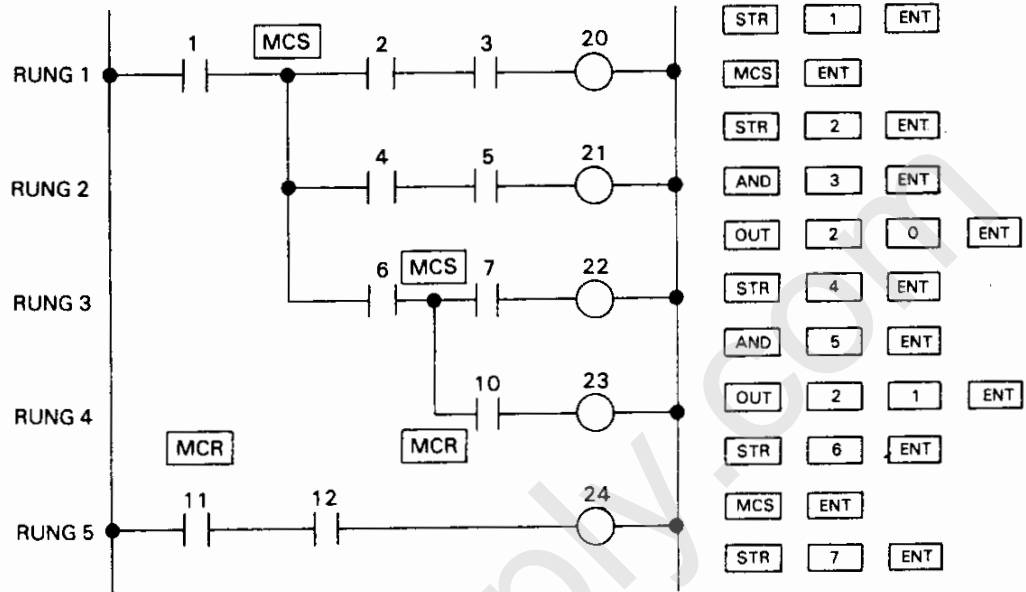 1 MCS 2 3 20
RUNG 1
4 5 21
RUNG 2
6 MCS 7 22
RUNG 3
10 23
RUNG 4
MCR MCR
11 12 24
RUNG 5
STR 1 ENT
MCS ENT
STR 2 ENT
AND 3 ENT
OUT 2 0 ENT
STR 4 ENT
AND 5 ENT
OUT 2 1 ENT
STR 6 ENT
MCS ENT
STR 7 ENT
ply.com